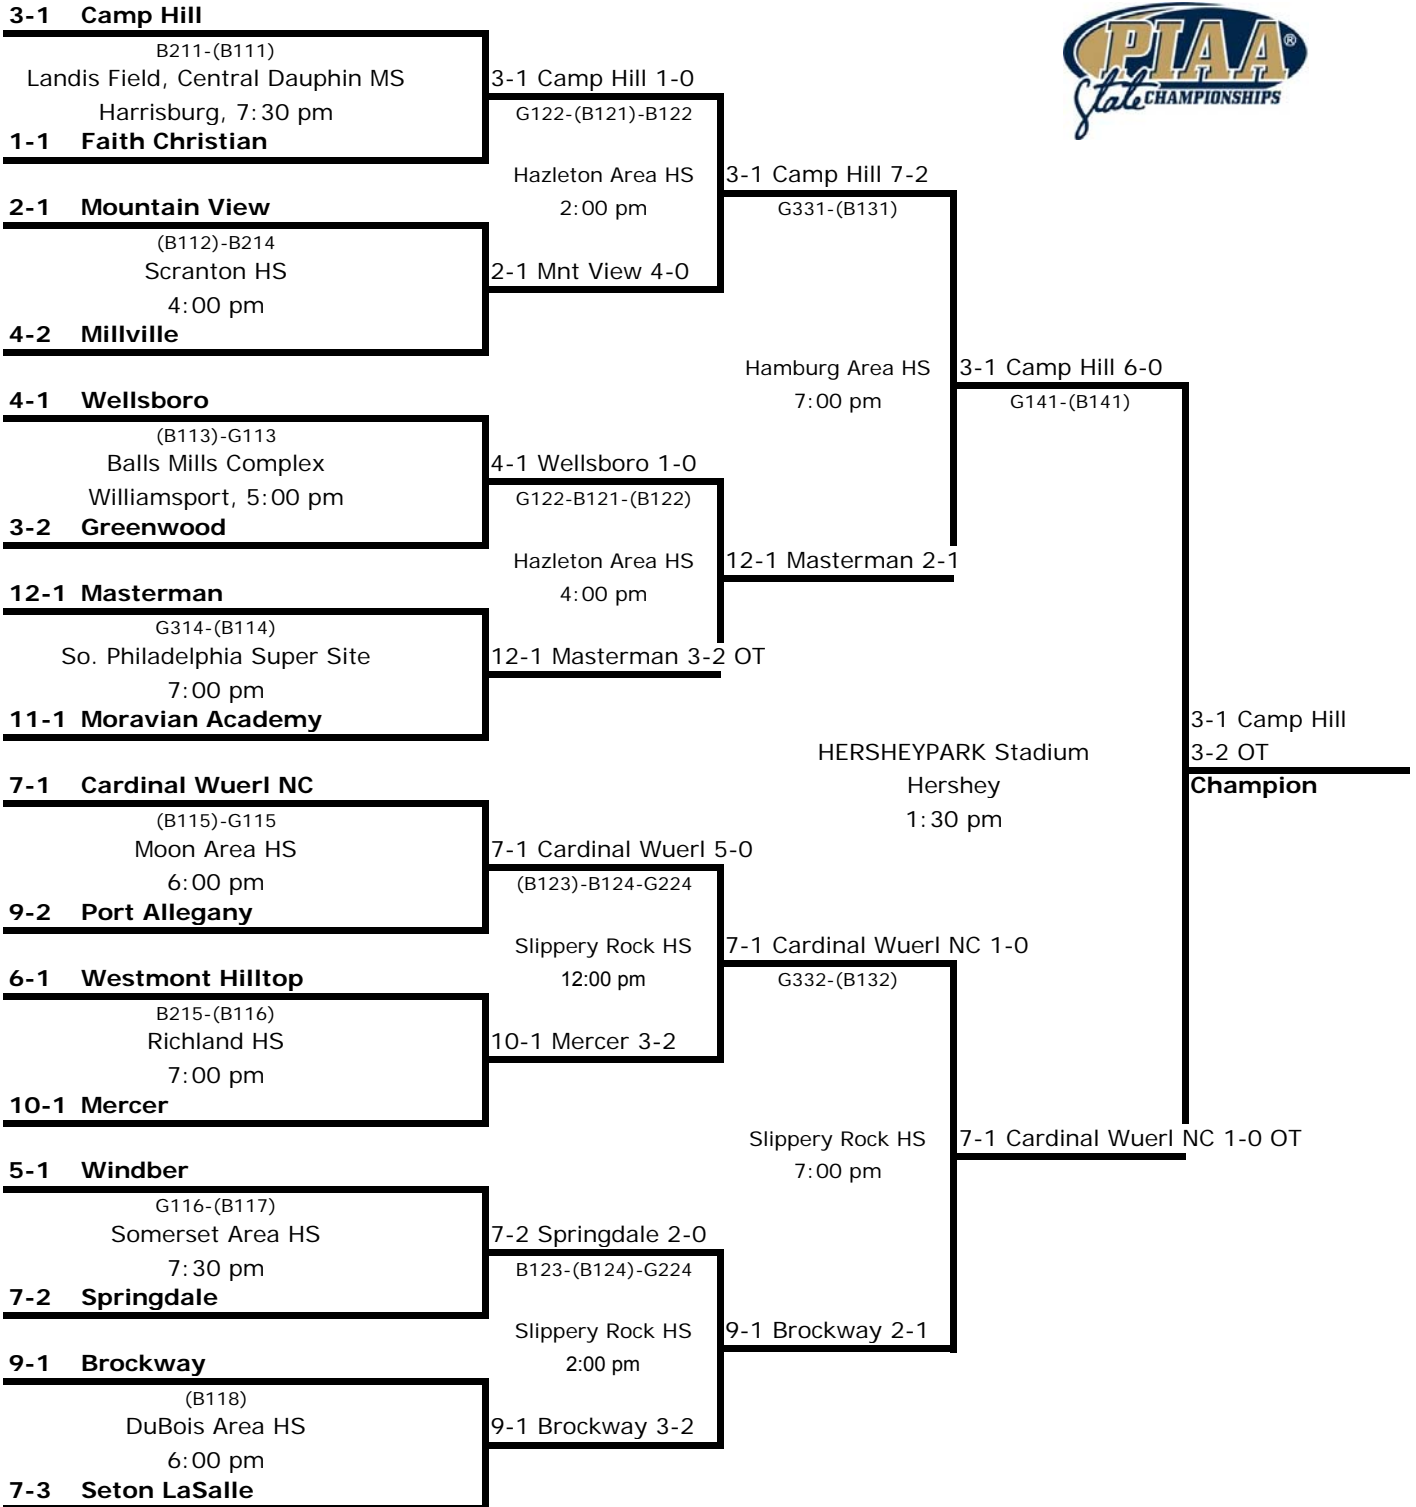 3-1 Camp Hill
B211-(B111)
Landis Field, Central Dauphin MS
Harrisburg, 7:30 pm
1-1 Faith Christian
2-1 Mountain View
(B112)-B214
Scranton HS
4:00 pm
4-2 Millville
4-1 Wellsboro
(B113)-G113
Balls Mills Complex
Williamsport, 5:00 pm
3-2 Greenwood
12-1 Masterman
G314-(B114)
So. Philadelphia Super Site
7:00 pm
11-1 Moravian Academy
7-1 Cardinal Wuerl NC
(B115)-G115
Moon Area HS
6:00 pm
9-2 Port Allegany
6-1 Westmont Hilltop
B215-(B116)
Richland HS
7:00 pm
10-1 Mercer
5-1 Windber
G116-(B117)
Somerset Area HS
7:30 pm
7-2 Springdale
9-1 Brockway
(B118)
DuBois Area HS
6:00 pm
7-3 Seton LaSalle
3-1 Camp Hill 1-0
G122-(B121)-B122
Hazleton Area HS
2:00 pm
2-1 Mnt View 4-0
4-1 Wellsboro 1-0
G122-B121-(B122)
Hazleton Area HS
4:00 pm
12-1 Masterman 3-2 OT
7-1 Cardinal Wuerl 5-0
(B123)-B124-G224
Slippery Rock HS
12:00 pm
10-1 Mercer 3-2
7-2 Springdale 2-0
B123-(B124)-G224
Slippery Rock HS
2:00 pm
9-1 Brockway 3-2
3-1 Camp Hill 7-2
G331-(B131)
Hamburg Area HS
7:00 pm
12-1 Masterman 2-1
7-1 Cardinal Wuerl NC 1-0
G332-(B132)
Slippery Rock HS
7:00 pm
9-1 Brockway 2-1
3-1 Camp Hill 6-0
G141-(B141)
HERSHEYPARK Stadium
Hershey
1:30 pm
7-1 Cardinal Wuerl NC 1-0 OT
3-1 Camp Hill
3-2 OT
Champion
PIAA®
State CHAMPIONSHIPS